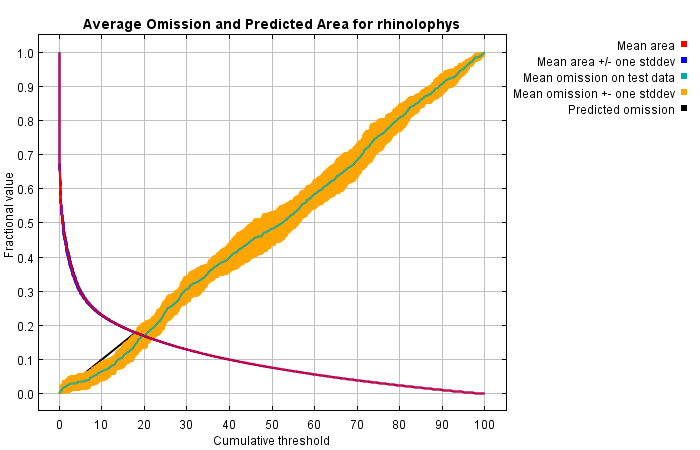 Average Omission and Predicted Area for rhinolophys
Mean area
Mean area +/- one stddev
Mean omission on test data
Mean omission +- one stddev
Predicted omission
Fractional value
1.0
0.9
0.8
0.7
0.6
0.5
0.4
0.3
0.2
0.1
0.0
0 10 20 30 40 50 60 70 80 90 100
Cumulative threshold